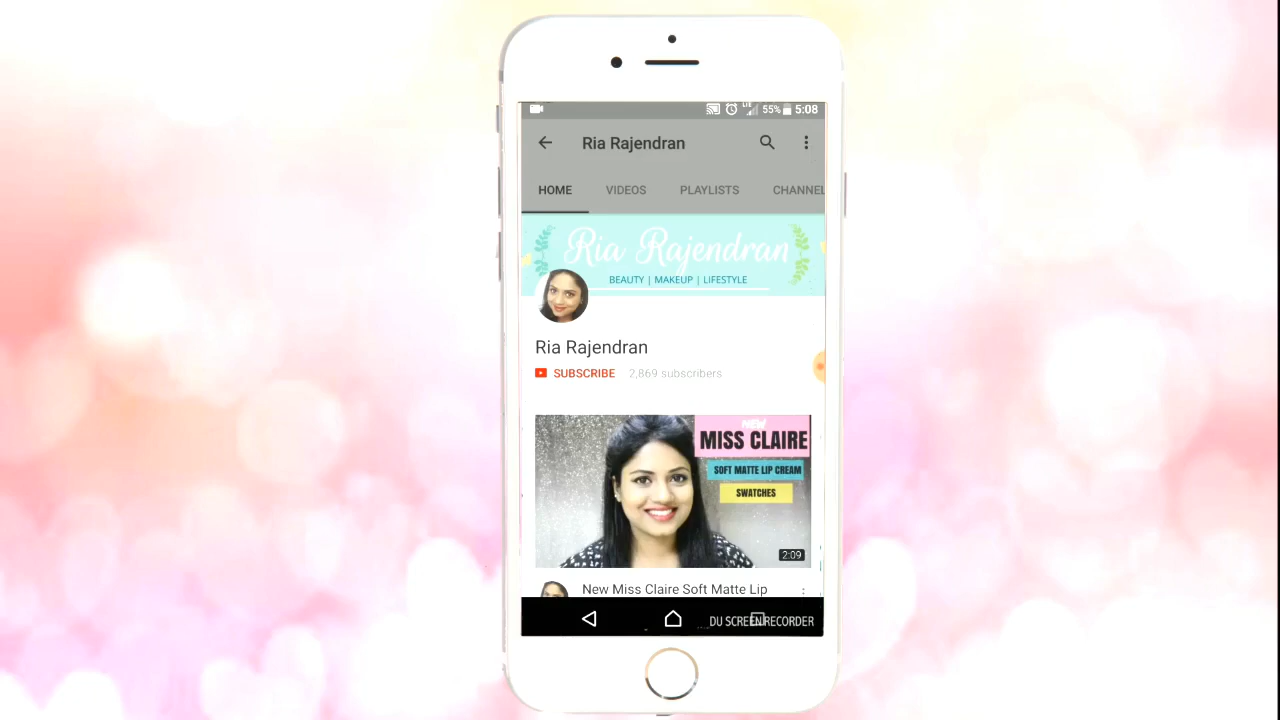 LTE 55% 5:08
Ria Rajendran
HOME VIDEOS PLAYLISTS CHANNEL
Ria Rajendran
BEAUTY | MAKEUP | LIFESTYLE
Ria Rajendran
SUBSCRIBE 2,869 subscribers
NEW
MISS CLAIRE
SOFT MATTE LIP CREAM
SWATCHES
2:09
New Miss Claire Soft Matte Lip
DU SCREEN RECORDER